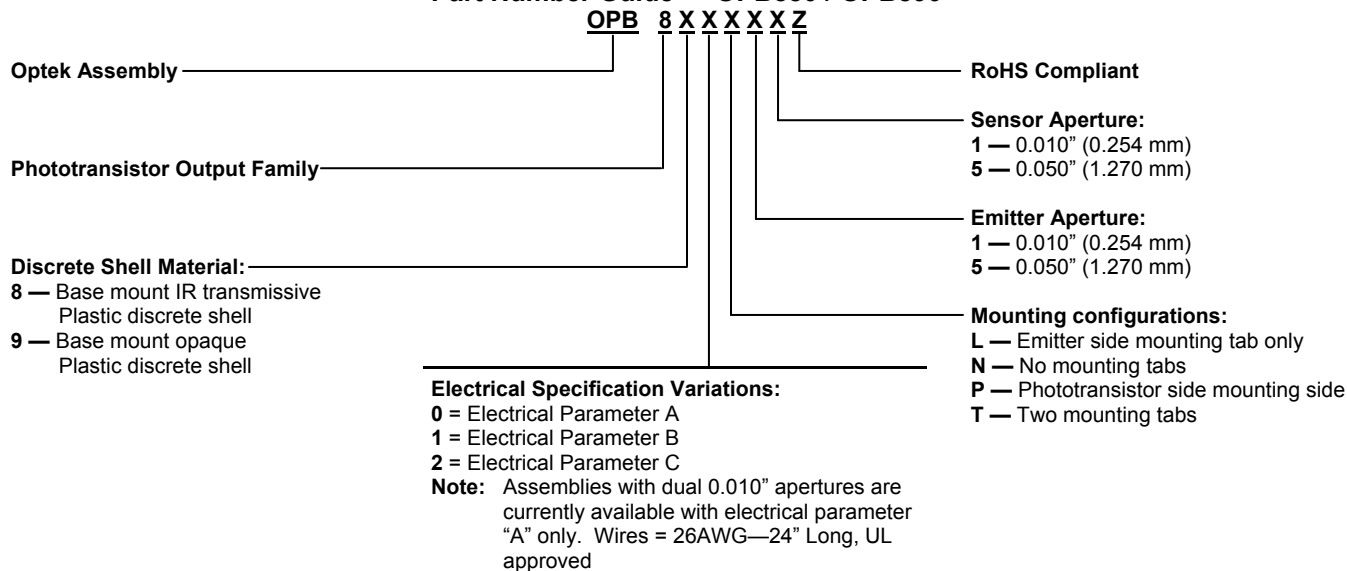 OPB 8 X X X X X Z
Optek Assembly
RoHS Compliant
Sensor Aperture:
1 — 0.010” (0.254 mm)
5 — 0.050” (1.270 mm)
Phototransistor Output Family
Emitter Aperture:
1 — 0.010” (0.254 mm)
5 — 0.050” (1.270 mm)
Discrete Shell Material:
8 — Base mount IR transmissive
Plastic discrete shell
9 — Base mount opaque
Plastic discrete shell
Mounting configurations:
L — Emitter side mounting tab only
N — No mounting tabs
P — Phototransistor side mounting side
T — Two mounting tabs
Electrical Specification Variations:
0 = Electrical Parameter A
1 = Electrical Parameter B
2 = Electrical Parameter C
Note: Assemblies with dual 0.010” apertures are
currently available with electrical parameter
“A” only. Wires = 26AWG—24” Long, UL
approved